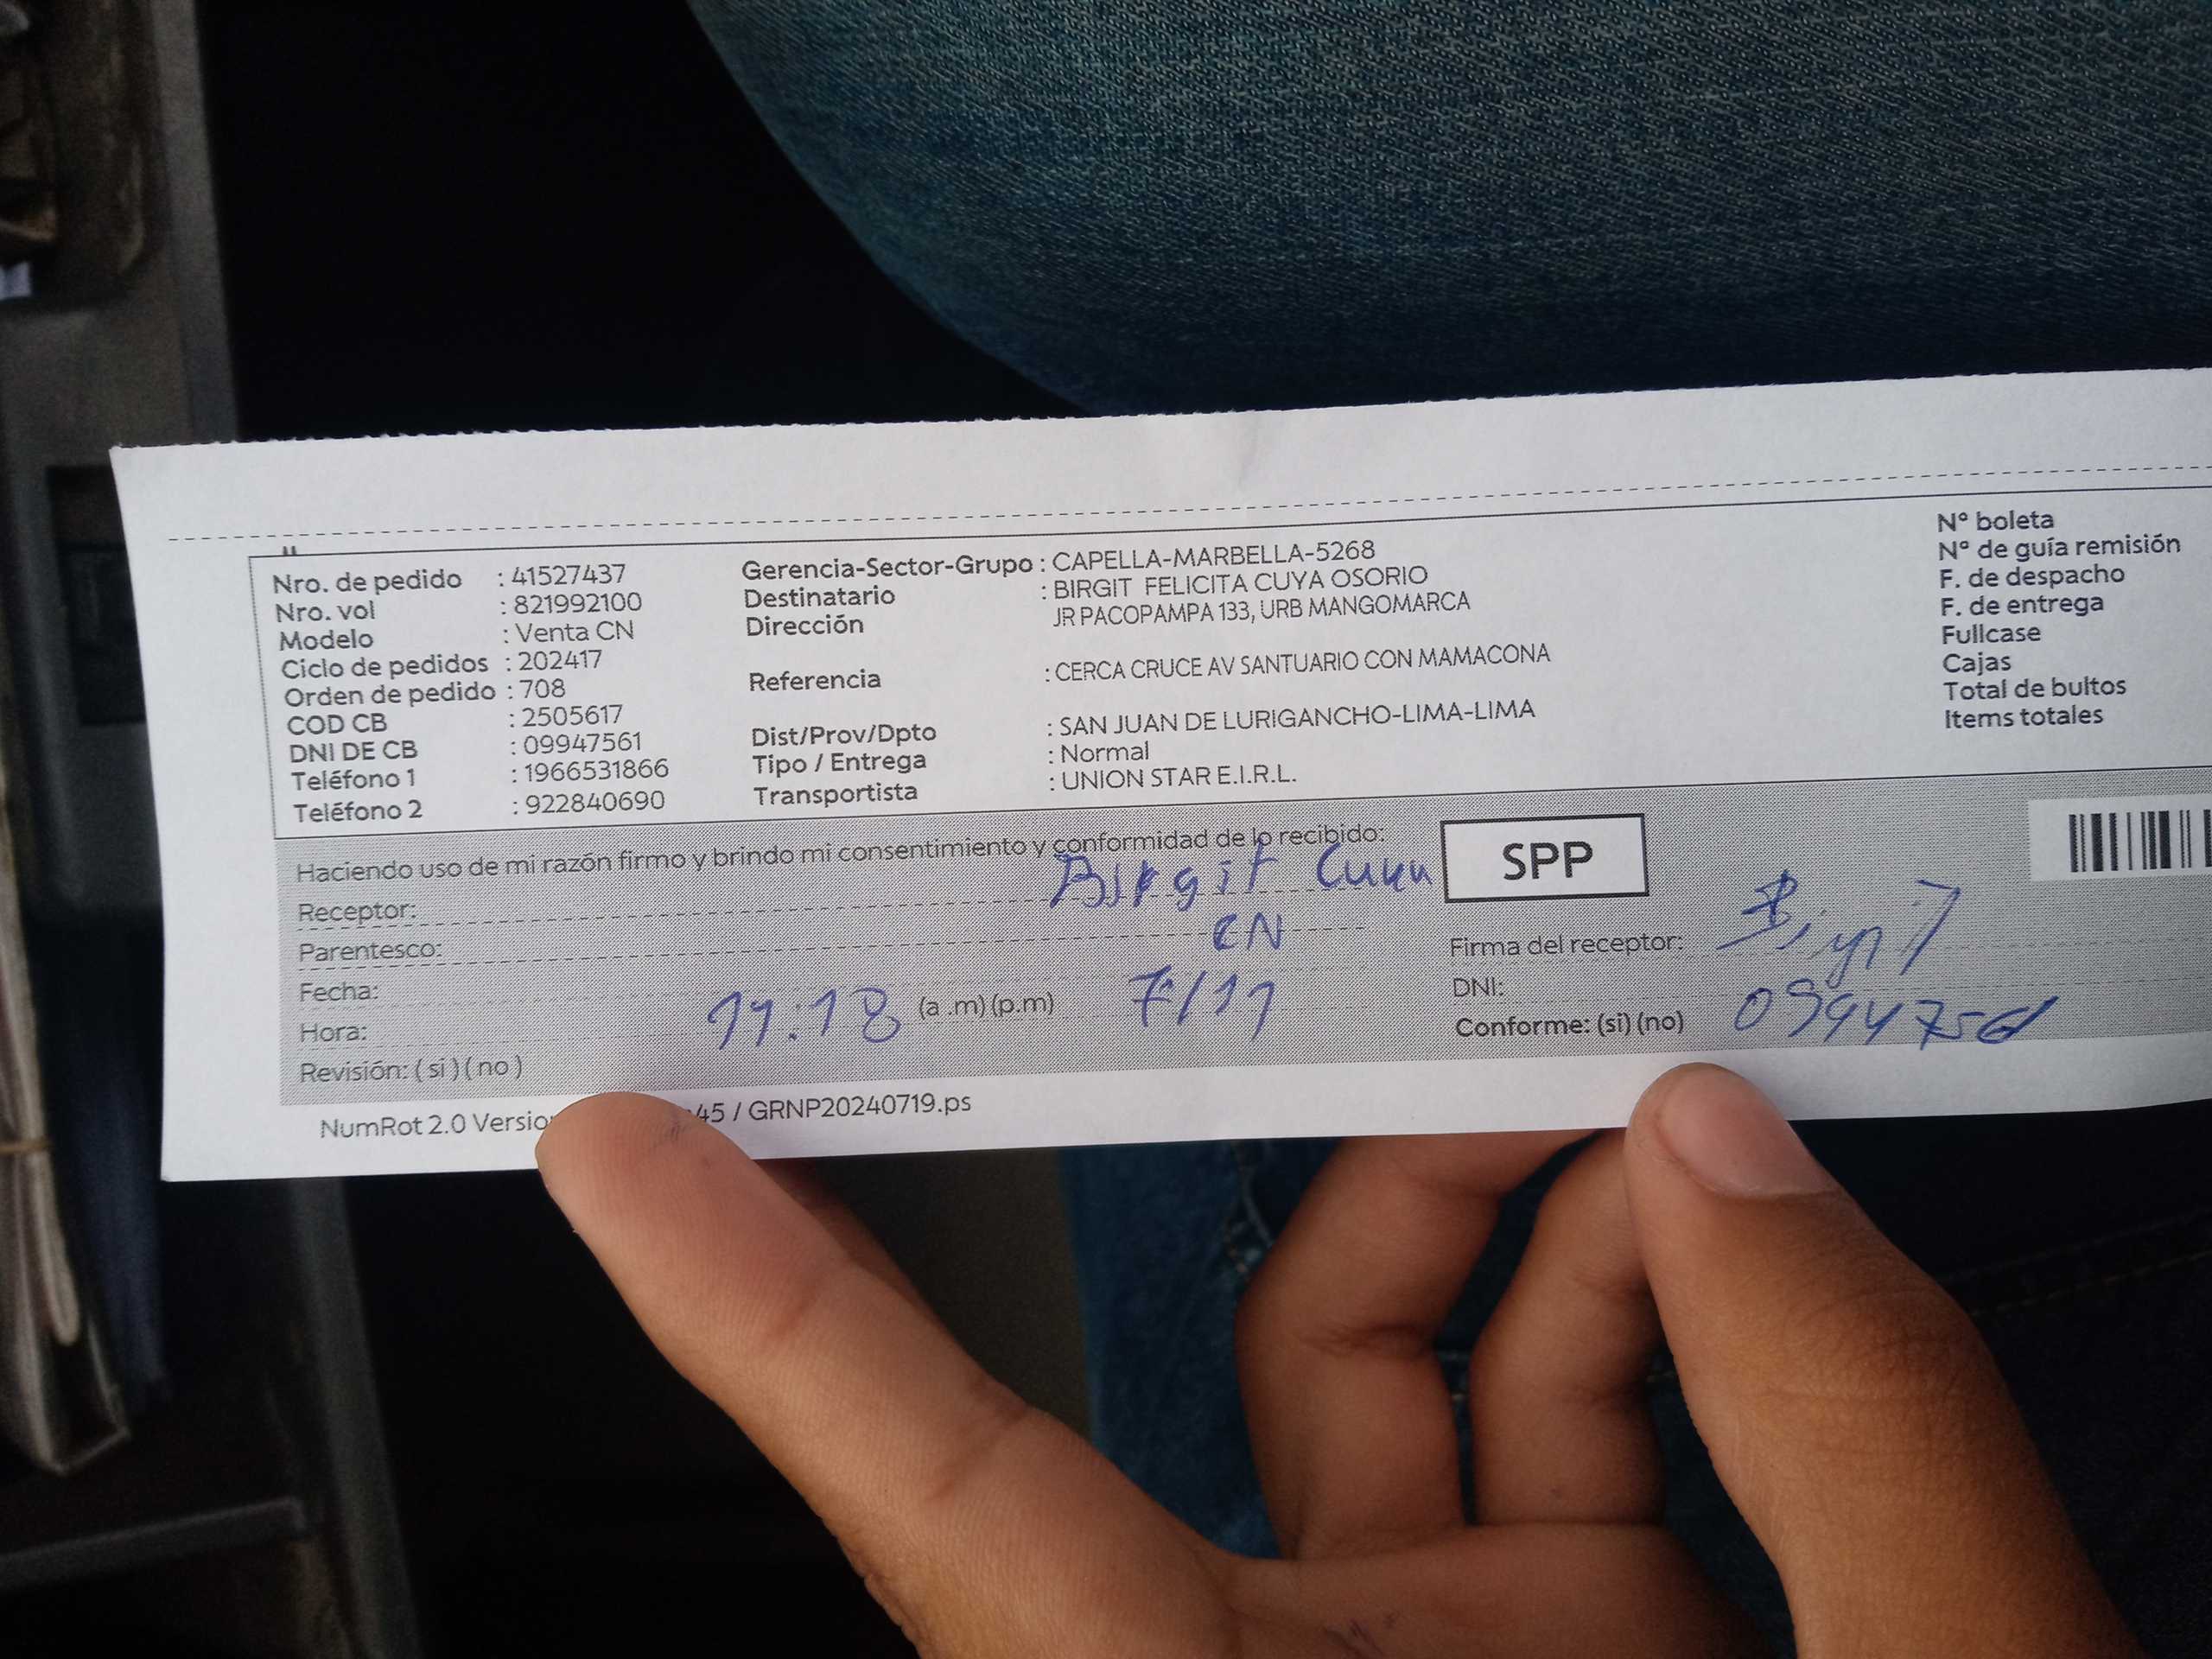 Nro. de pedido : 41527437
Nro. vol : 821992100
Modelo : Venta CN
Ciclo de pedidos : 202417
Orden de pedido : 708
COD CB : 2505617
DNI DE CB : 09947561
Teléfono 1 : 1966531866
Teléfono 2 : 922840690
Gerencia-Sector-Grupo : CAPELLA-MARBELLA-5268
Destinatario : BIRGIT FELICITA CUYA OSORIO
Dirección JR PACOPAMPA 133, URB MANGOMARCA
Referencia : CERCA CRUCE AV SANTUARIO CON MAMACONA
Dist/Prov/Dpto : SAN JUAN DE LURIGANCHO-LIMA-LIMA
Tipo / Entrega : Normal
Transportista : UNION STAR E.I.R.L.
N° boleta
N° de guía remisión
F. de despacho
F. de entrega
Fullcase
Cajas
Total de bultos
Items totales
Haciendo uso de mi razón firmo y brindo mi consentimiento y conformidad de lo recibido:
Receptor: Birgit
Parentesco: CN
Fecha: 7/11
Hora: 11:18 (a .m) (p.m)
Revisión: ( si ) ( no )
SPP
Firma del receptor:
DNI:
Conforme: (si) (no)
NumRot 2.0 Versio 45 / GRNP20240719.ps